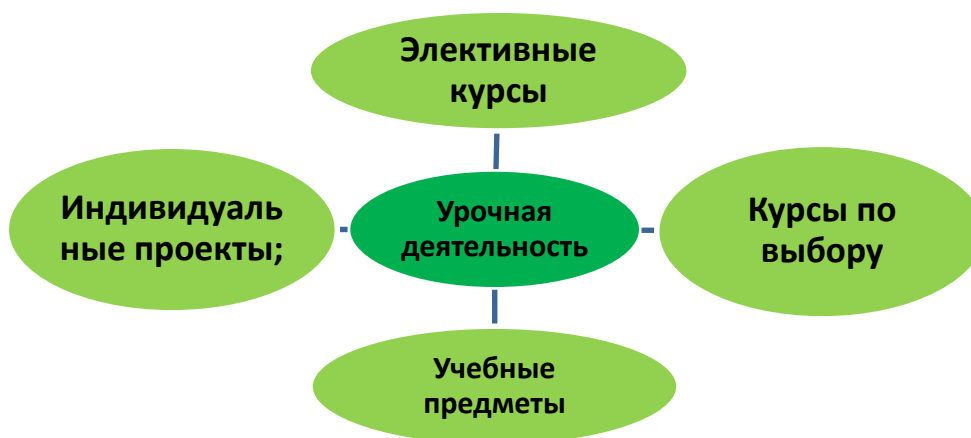 Элективные
курсы
Индивидуаль
ные проекты;
Урочная
деятельность
Курсы по
выбору
Учебные
предметы